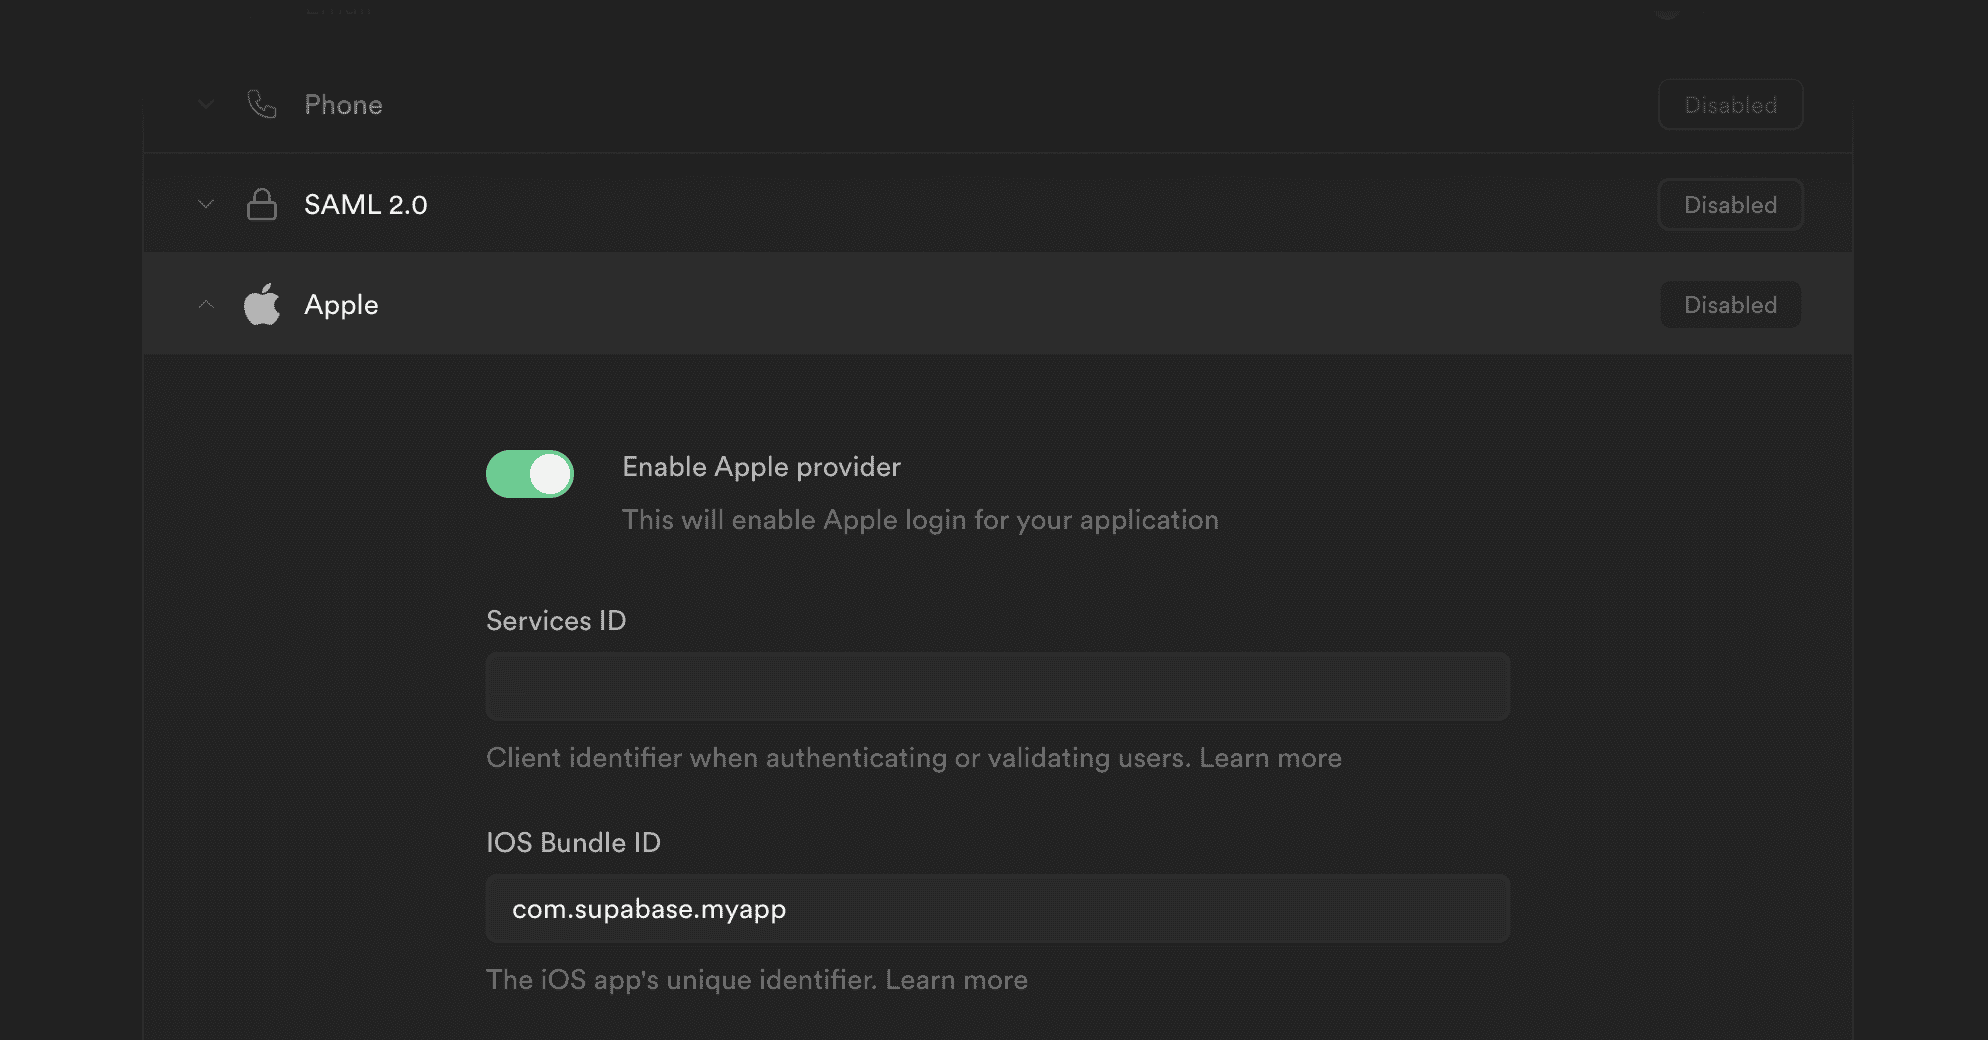 Phone
Disabled
SAML 2.0
Disabled
Apple
Disabled
Enable Apple provider
This will enable Apple login for your application
Services ID
Client identifier when authenticating or validating users. Learn more
IOS Bundle ID
com.supabase.myapp
The iOS app's unique identifier. Learn more